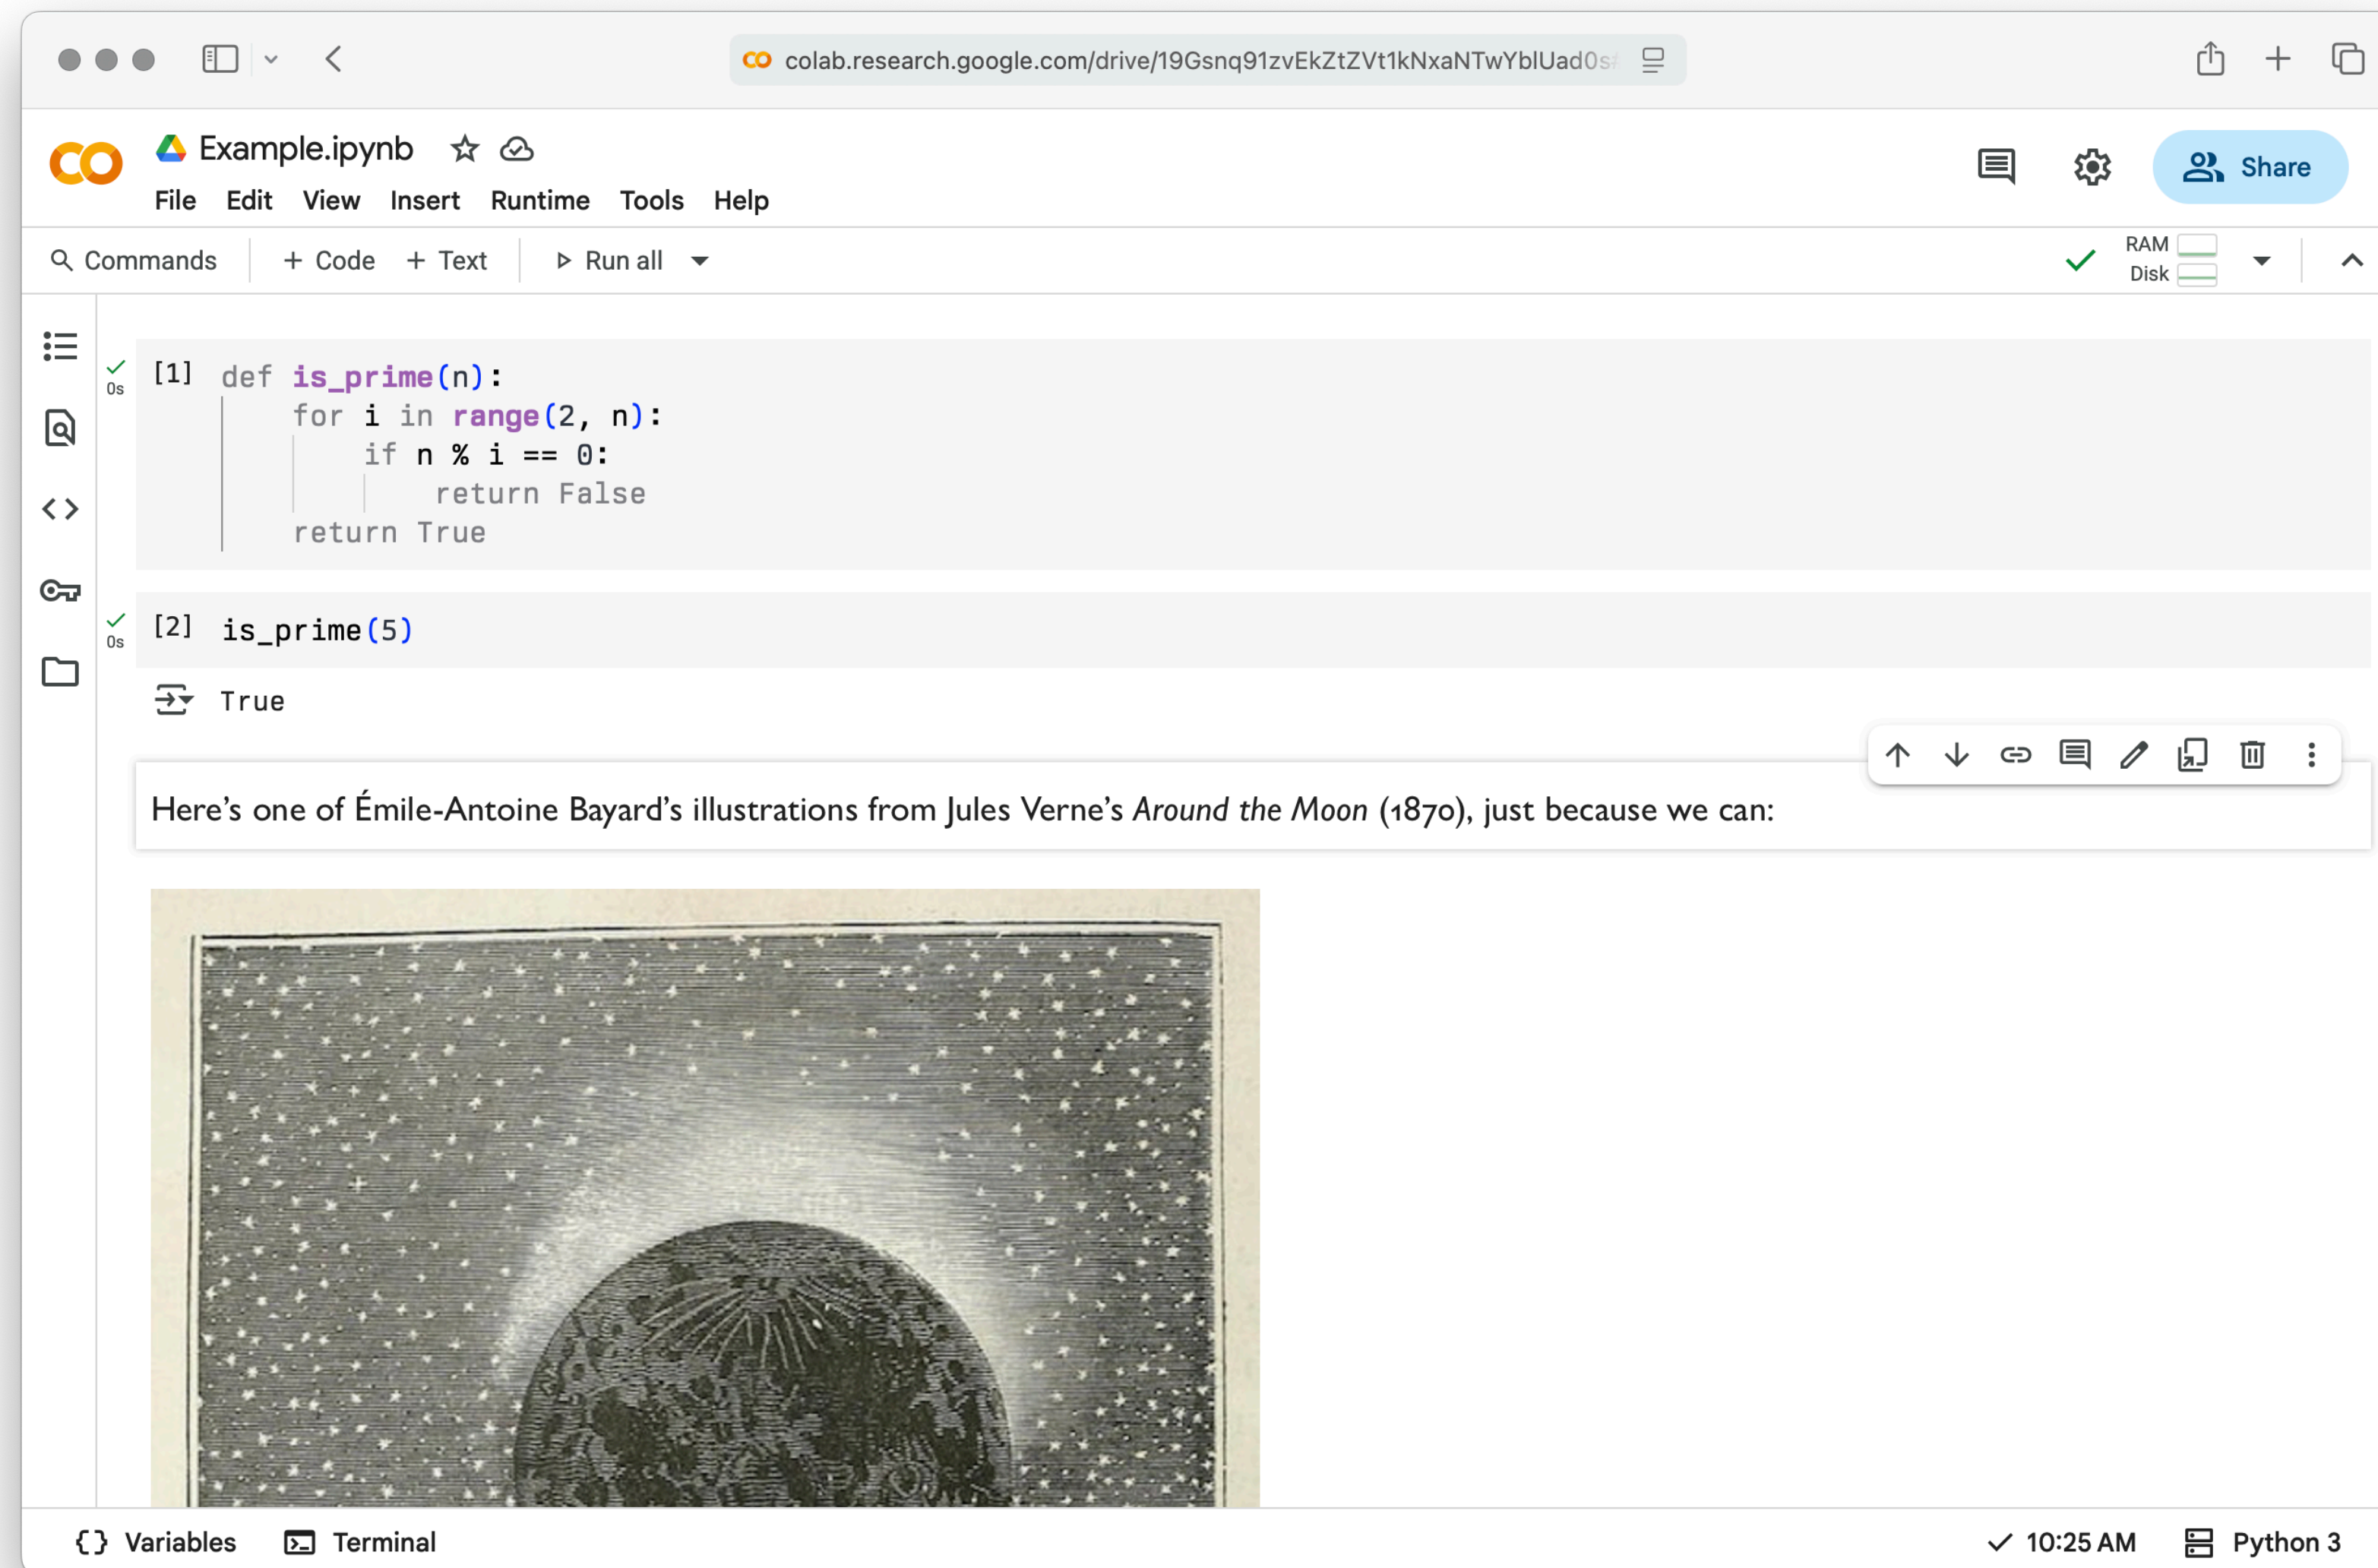 colab.research.google.com/drive/19Gsnq91zvEkZtZVt1kNxaNTwYblUad0s#
Example.ipynb
File Edit View Insert Runtime Tools Help
Share
Commands + Code + Text Run all
RAM
Disk
[1] def is_prime(n):
0s
for i in range(2, n):
if n % i == 0:
return False
return True
[2] is_prime(5)
0s
True
Here’s one of Émile-Antoine Bayard’s illustrations from Jules Verne’s Around the Moon (1870), just because we can:
{} Variables Terminal 10:25 AM Python 3